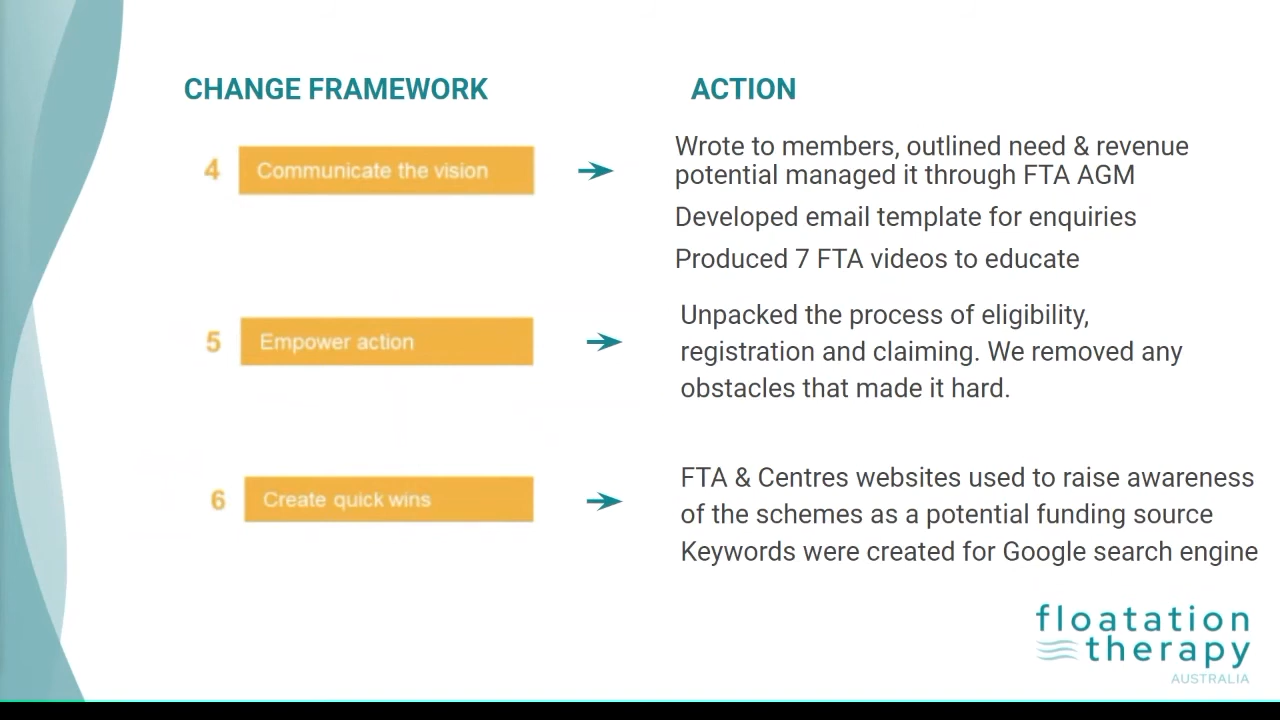 CHANGE FRAMEWORK
ACTION
4
Communicate the vision
Wrote to members, outlined need & revenue
potential managed it through FTA AGM
Developed email template for enquiries
Produced 7 FTA videos to educate
5
Empower action
Unpacked the process of eligibility,
registration and claiming. We removed any
obstacles that made it hard.
6
Create quick wins
FTA & Centres websites used to raise awareness
of the schemes as a potential funding source
Keywords were created for Google search engine
floatation
therapy
AUSTRALIA